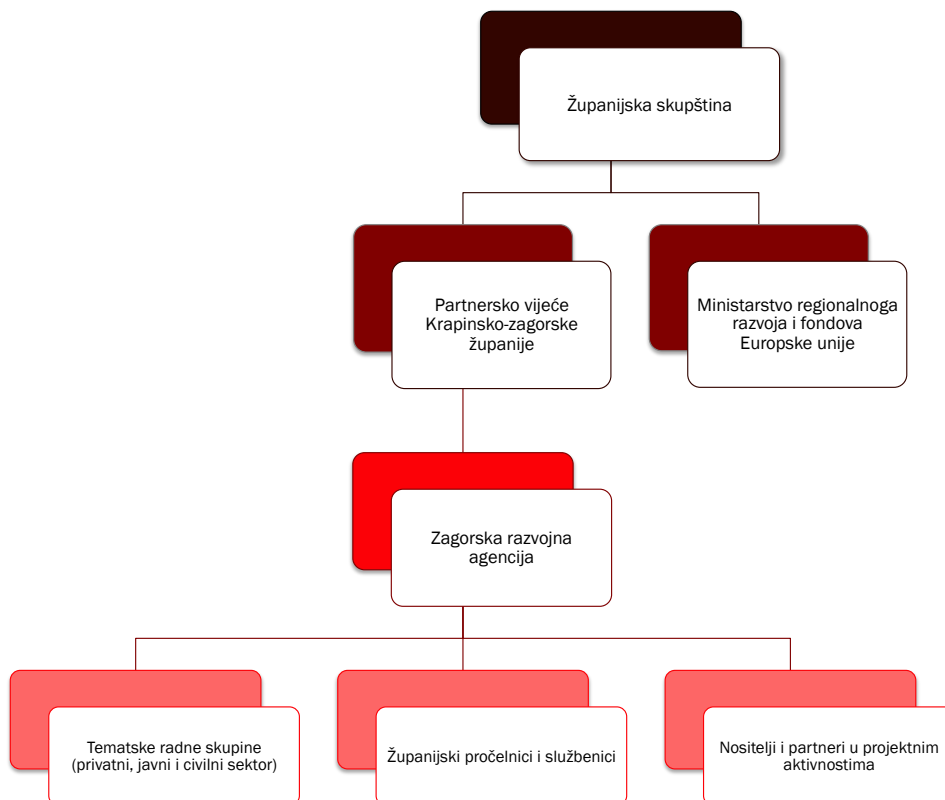 Županijska skupština
Partnersko vijeće
Krapinsko-zagorske
županije
Ministarstvo regionalnoga
razvoja i fondova
Europske unije
Zagorska razvojna
agencija
Tematske radne skupine
(privatni, javni i civilni sektor)
Županijski pročelnici i službenici
Nositelji i partneri u projektnim
aktivnostima